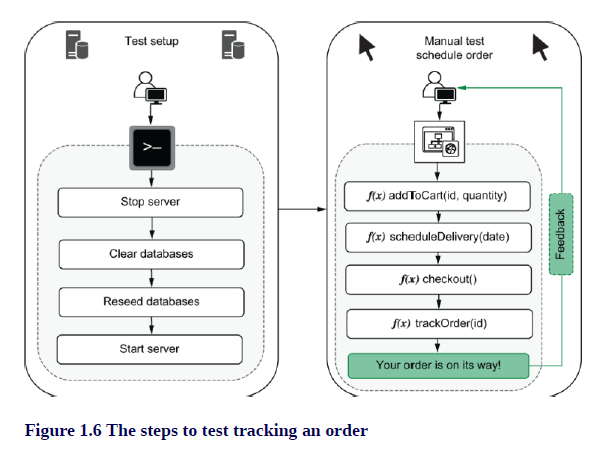 Test setup
>_
Stop server
Clear databases
Reseed databases
Start server
Manual test
schedule order
f(x) addToCart(id, quantity)
f(x) scheduleDelivery(date)
f(x) checkout()
f(x) trackOrder(id)
Your order is on its way!
Feedback
Figure 1.6 The steps to test tracking an order